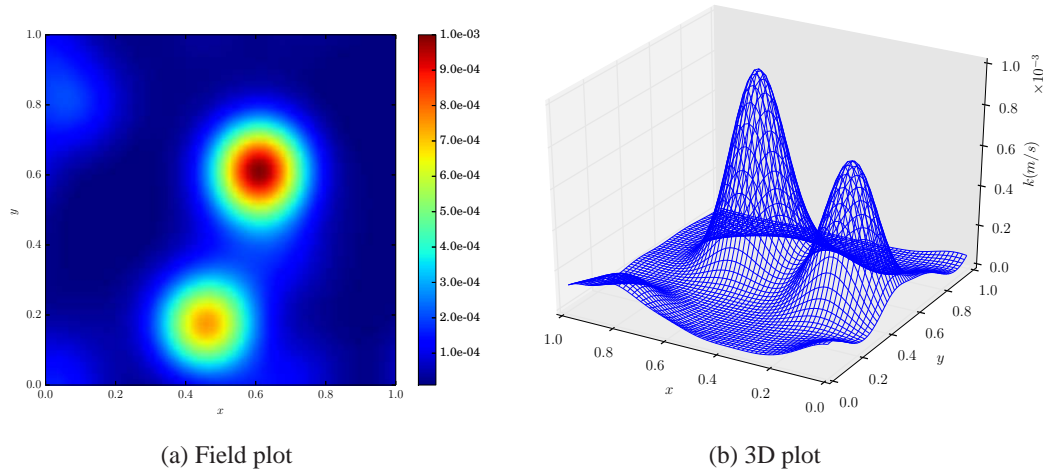 1.0
0.8
0.6
0.4
0.2
0.0
y
0.0
0.2
0.4
0.6
0.8
1.0
x
1.0e-03
9.0e-04
8.0e-04
7.0e-04
6.0e-04
5.0e-04
4.0e-04
3.0e-04
2.0e-04
1.0e-04
(a) Field plot
1.0
0.8
0.6
0.4
0.2
0.0
×10⁻³
k(m/s)
1.0
0.8
0.6
0.4
0.2
0.0
y
1.0
0.8
0.6
0.4
0.2
0.0
x
(b) 3D plot